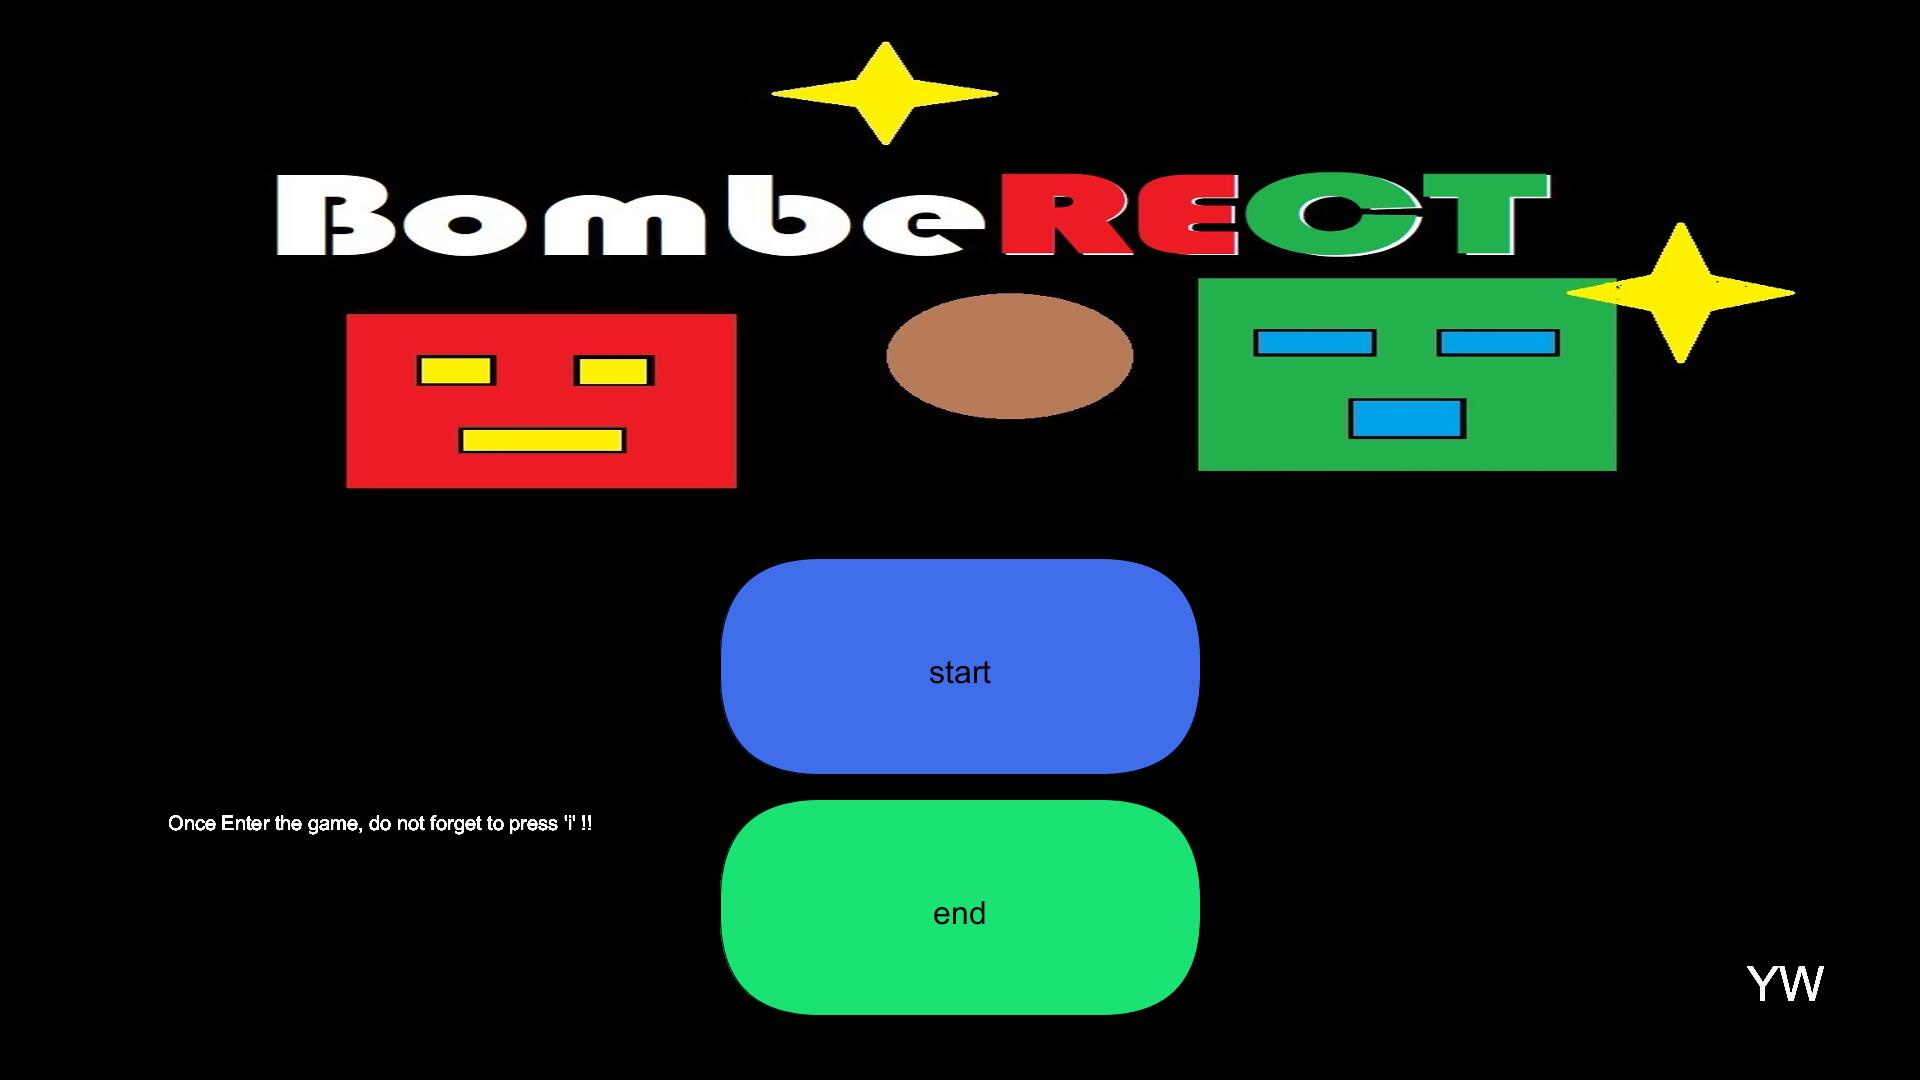 BombeRECT
start
Once Enter the game, do not forget to press 'i' !!
end
YW